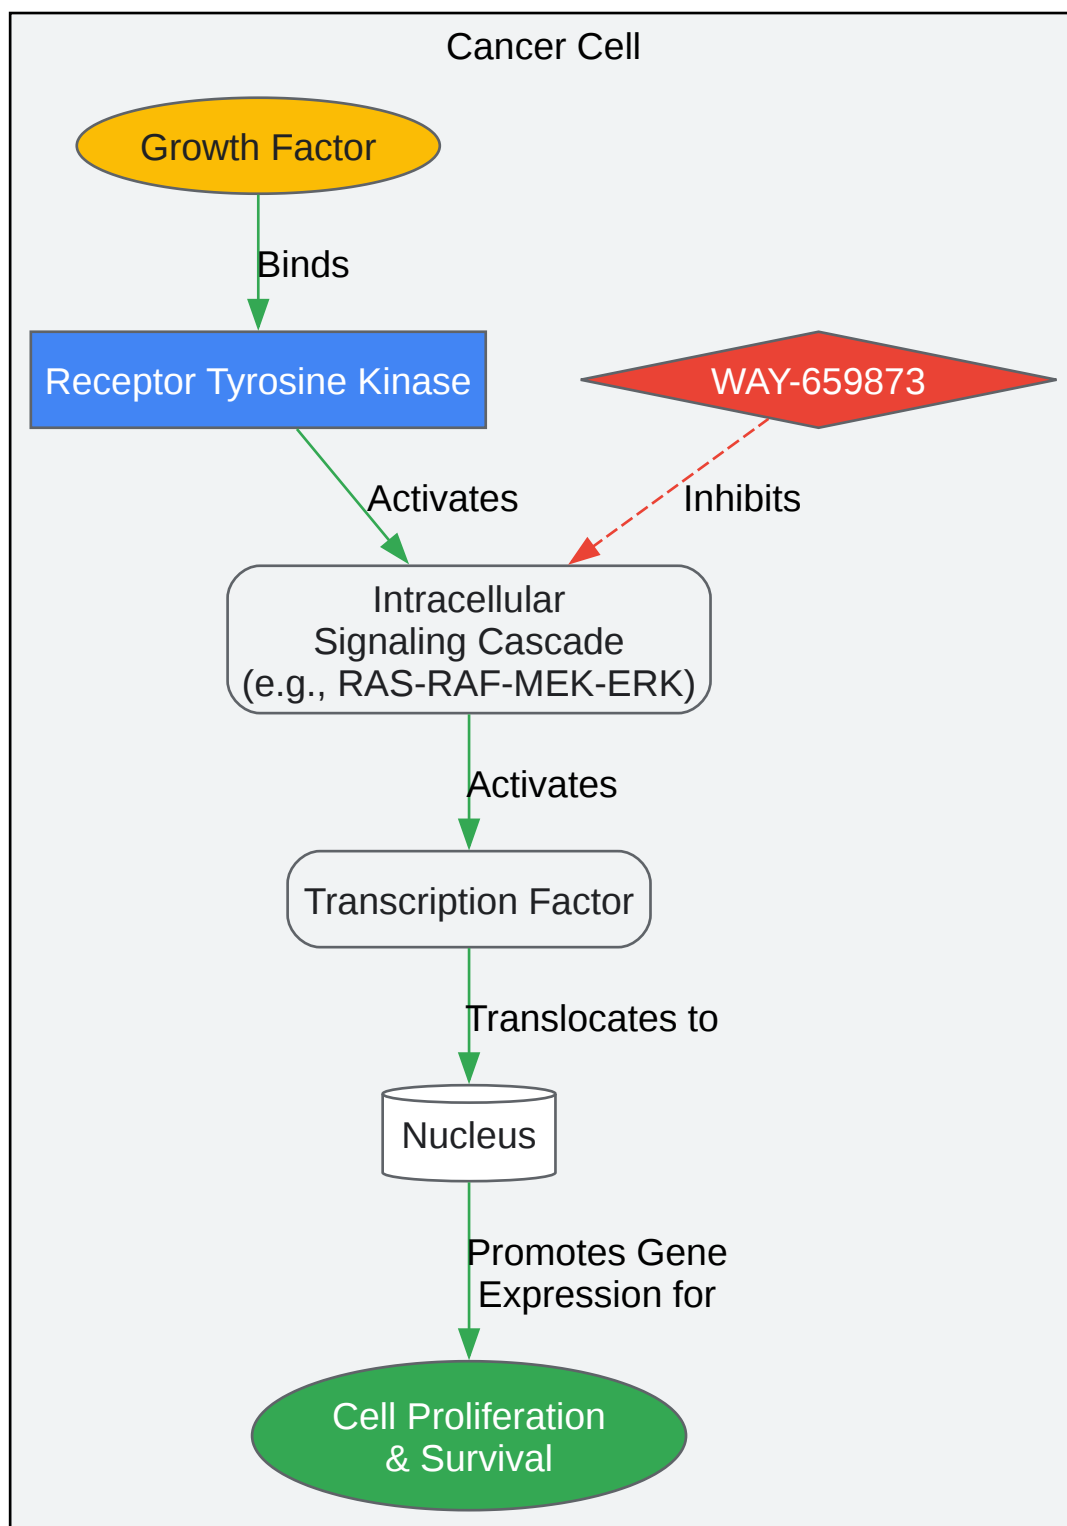 Cancer Cell
Growth Factor
Binds
Receptor Tyrosine Kinase
WAY-659873
Activates
Inhibits
Intracellular
Signaling Cascade
(e.g., RAS-RAF-MEK-ERK)
Activates
Transcription Factor
Translocates to
Nucleus
Promotes Gene
Expression for
Cell Proliferation
& Survival